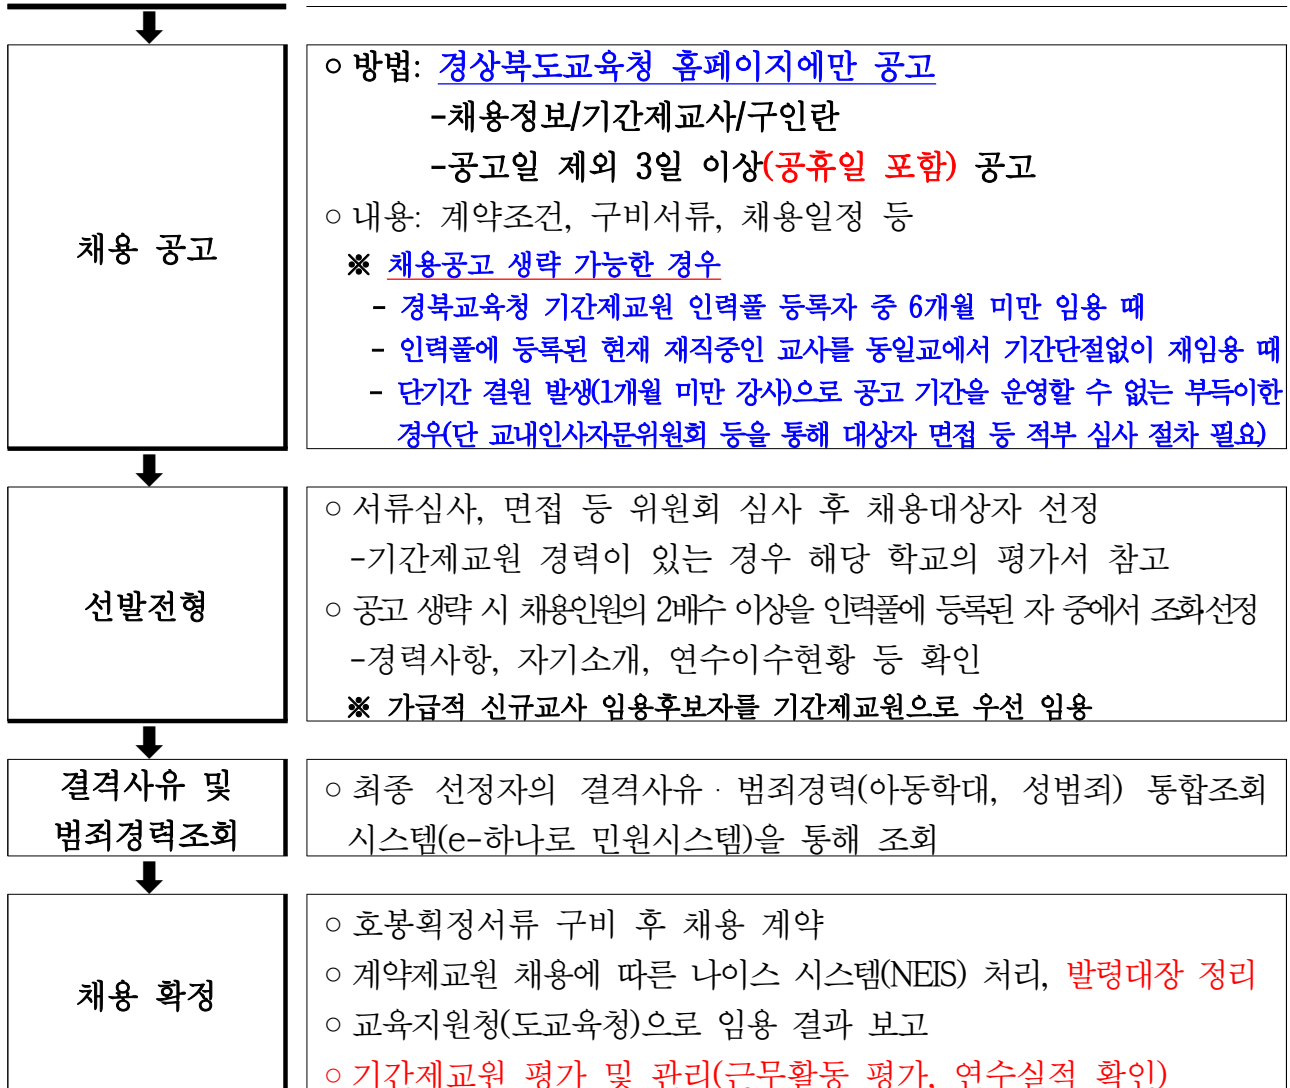 채용 공고
○ 방법: 경상북도교육청 홈페이지에만 공고
-채용정보/기간제교사/구인란
-공고일 제외 3일 이상(공휴일 포함) 공고
○ 내용: 계약조건, 구비서류, 채용일정 등
※ 채용공고 생략 가능한 경우
- 경북교육청 기간제교원 인력풀 등록자 중 6개월 미만 임용 때
- 인력풀에 등록된 현재 재직중인 교사를 동일교에서 기간단절없이 재임용 때
- 단기간 결원 발생(1개월 미만 강사)으로 공고 기간을 운영할 수 없는 부득이한
경우(단 교내인사자문위원회 등을 통해 대상자 면접 등 적부 심사 절차 필요)
선발전형
○ 서류심사, 면접 등 위원회 심사 후 채용대상자 선정
-기간제교원 경력이 있는 경우 해당 학교의 평가서 참고
○ 공고 생략 시 채용인원의 2배수 이상을 인력풀에 등록된 자 중에서 조회·선정
-경력사항, 자기소개, 연수이수현황 등 확인
※ 가급적 신규교사 임용후보자를 기간제교원으로 우선 임용
결격사유 및
범죄경력조회
○ 최종 선정자의 결격사유·범죄경력(아동학대, 성범죄) 통합조회
시스템(e-하나로 민원시스템)을 통해 조회
채용 확정
○ 호봉획정서류 구비 후 채용 계약
○ 계약제교원 채용에 따른 나이스 시스템(NEIS) 처리, 발령대장 정리
○ 교육지원청(도교육청)으로 임용 결과 보고
○ 기간제교원 평가 및 관리(근무활동 평가, 연수실적 확인)